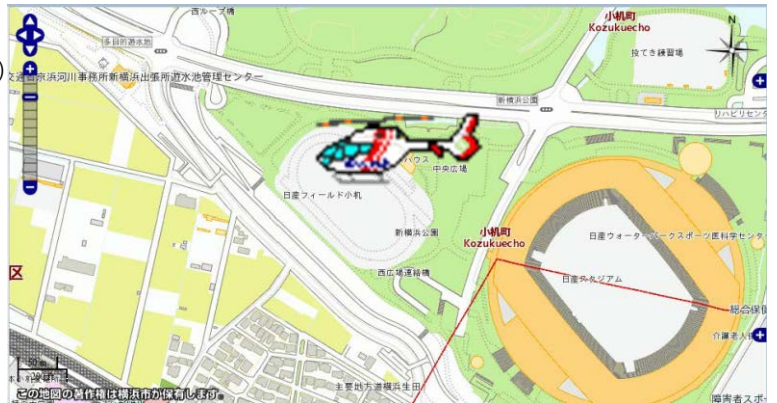 西ループ橋
小机町
Kozukuecho
N
多目的遊水池
投てき練習場
京浜河川事務所新横浜出張所遊水池管理センター
新横浜公園
リハビリセンタ
ハウス
中央広場
日産フィールド小机
新横浜公園
小机町
Kozukuecho
日産ウォーターパークスポーツ医科学センタ
西広場連絡橋
日産スタジアム
区
総合保健
介護老人保
50 m
主要地方道横浜生田
この地図の著作権は横浜市が保有します。
障害者スポー